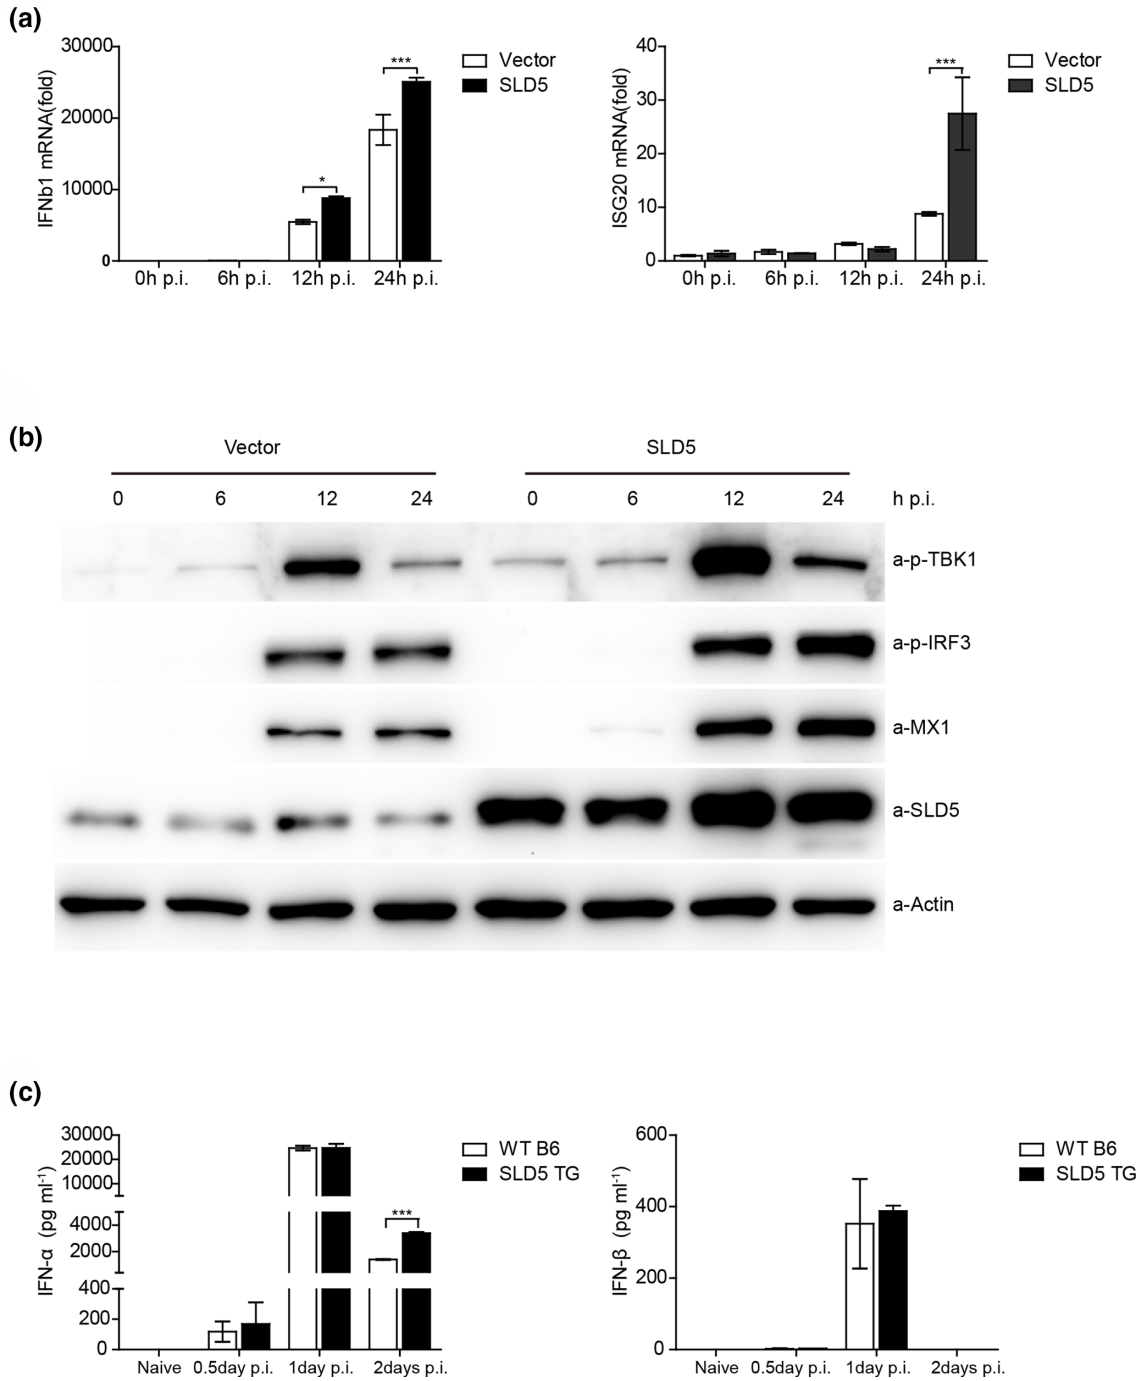 (a)
IFNb1 mRNA(fold)
30000
20000
10000
0
***
*
0h p.i. 6h p.i. 12h p.i. 24h p.i.
Vector
SLD5
ISG20 mRNA(fold)
40
30
20
10
0
***
0h p.i. 6h p.i. 12h p.i. 24h p.i.
Vector
SLD5
(b)
Vector SLD5
0 6 12 24 0 6 12 24 h p.i.
a-p-TBK1
a-p-IRF3
a-MX1
a-SLD5
a-Actin
(c)
IFN-α (pg ml⁻¹)
30000
20000
10000
4000
2000
400
200
0
***
Naive 0.5day p.i. 1day p.i. 2days p.i.
WT B6
SLD5 TG
IFN-β (pg ml⁻¹)
600
400
200
0
Naive 0.5day p.i. 1day p.i. 2days p.i.
WT B6
SLD5 TG